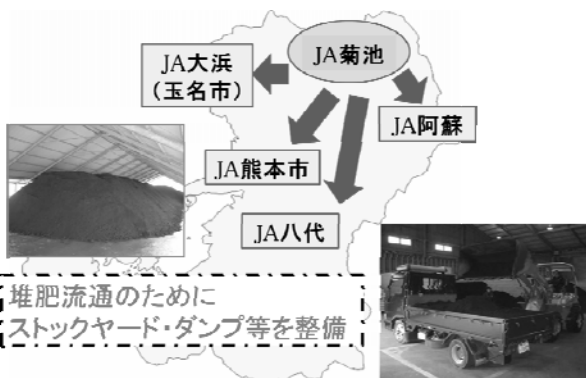 JA菊池
JA大浜
（玉名市）
JA阿蘇
JA熊本市
JA八代
堆肥流通のために
ストックヤード・ダンプ等を整備